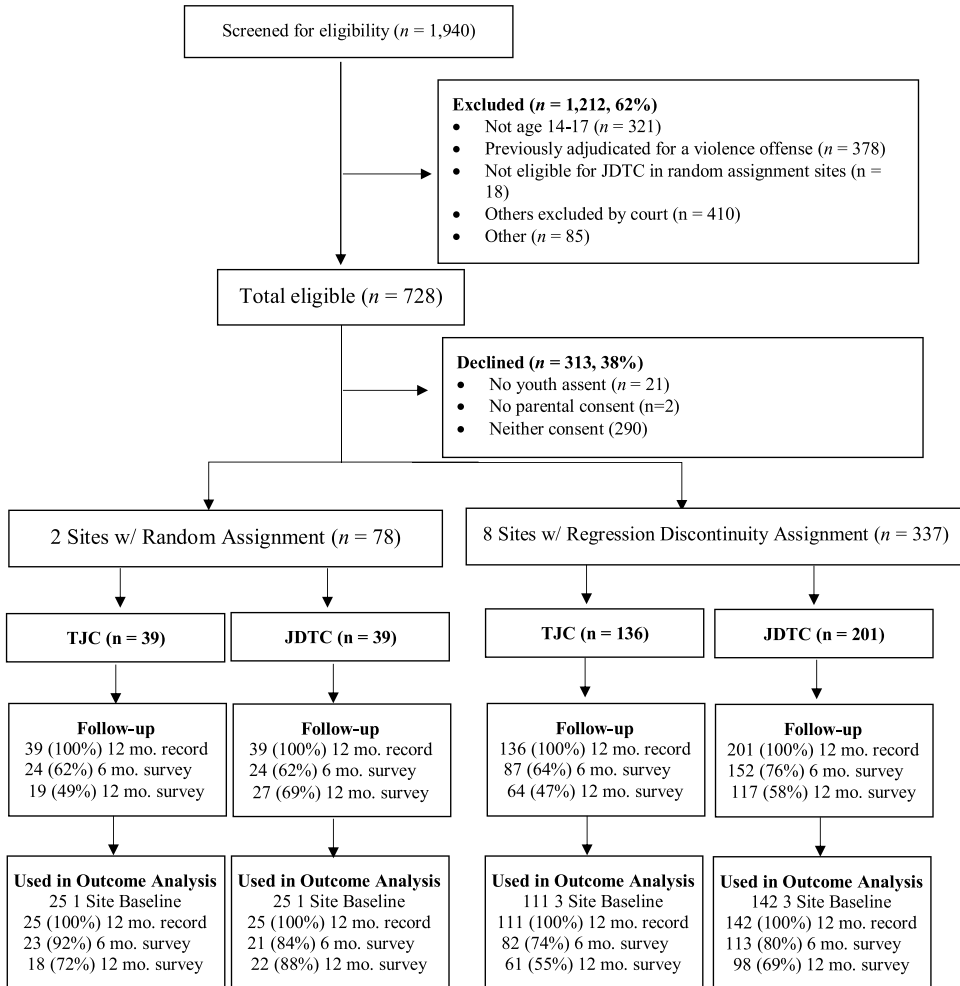 Screened for eligibility (n = 1,940)
Excluded (n = 1,212, 62%)
• Not age 14-17 (n = 321)
• Previously adjudicated for a violence offense (n = 378)
• Not eligible for JDTC in random assignment sites (n =
18)
• Others excluded by court (n = 410)
• Other (n = 85)
Total eligible (n = 728)
Declined (n = 313, 38%)
• No youth assent (n = 21)
• No parental consent (n=2)
• Neither consent (290)
2 Sites w/ Random Assignment (n = 78)
8 Sites w/ Regression Discontinuity Assignment (n = 337)
TJC (n = 39)
JDTC (n = 39)
TJC (n = 136)
JDTC (n = 201)
Follow-up
39 (100%) 12 mo. record
24 (62%) 6 mo. survey
19 (49%) 12 mo. survey
Follow-up
39 (100%) 12 mo. record
24 (62%) 6 mo. survey
27 (69%) 12 mo. survey
Follow-up
136 (100%) 12 mo. record
87 (64%) 6 mo. survey
64 (47%) 12 mo. survey
Follow-up
201 (100%) 12 mo. record
152 (76%) 6 mo. survey
117 (58%) 12 mo. survey
Used in Outcome Analysis
25 1 Site Baseline
25 (100%) 12 mo. record
23 (92%) 6 mo. survey
18 (72%) 12 mo. survey
Used in Outcome Analysis
25 1 Site Baseline
25 (100%) 12 mo. record
21 (84%) 6 mo. survey
22 (88%) 12 mo. survey
Used in Outcome Analysis
111 3 Site Baseline
111 (100%) 12 mo. record
82 (74%) 6 mo. survey
61 (55%) 12 mo. survey
Used in Outcome Analysis
142 3 Site Baseline
142 (100%) 12 mo. record
113 (80%) 6 mo. survey
98 (69%) 12 mo. survey